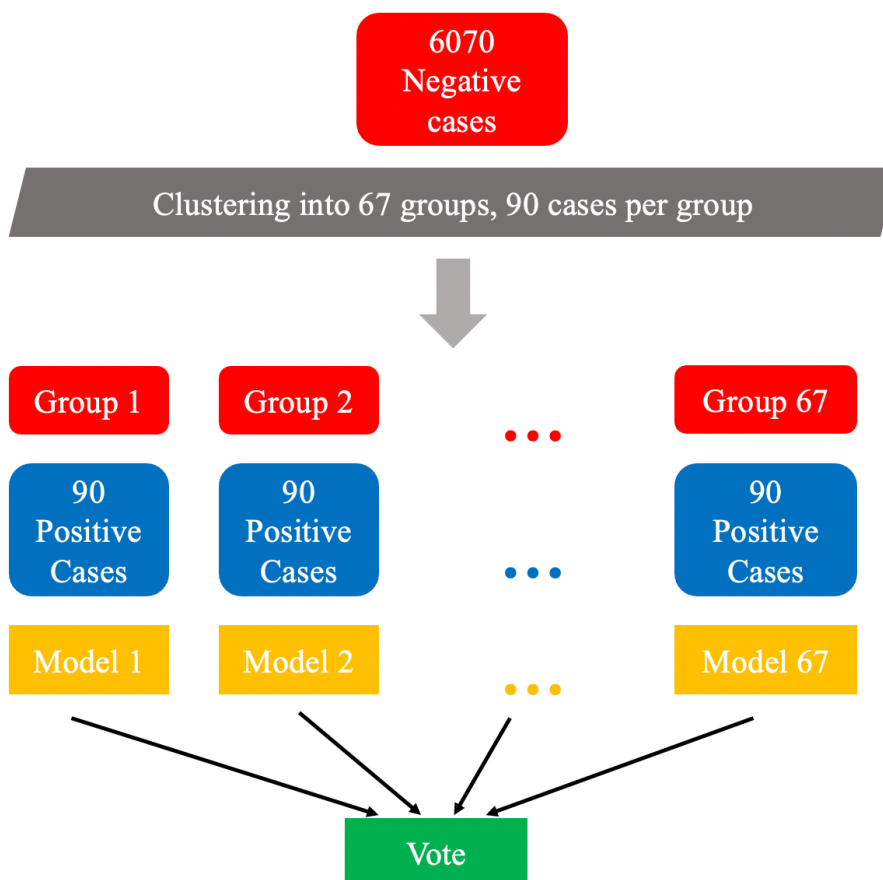 6070
Negative
cases
Clustering into 67 groups, 90 cases per group
Group 1
Group 2
Group 67
90
Positive
Cases
90
Positive
Cases
90
Positive
Cases
Model 1
Model 2
Model 67
Vote